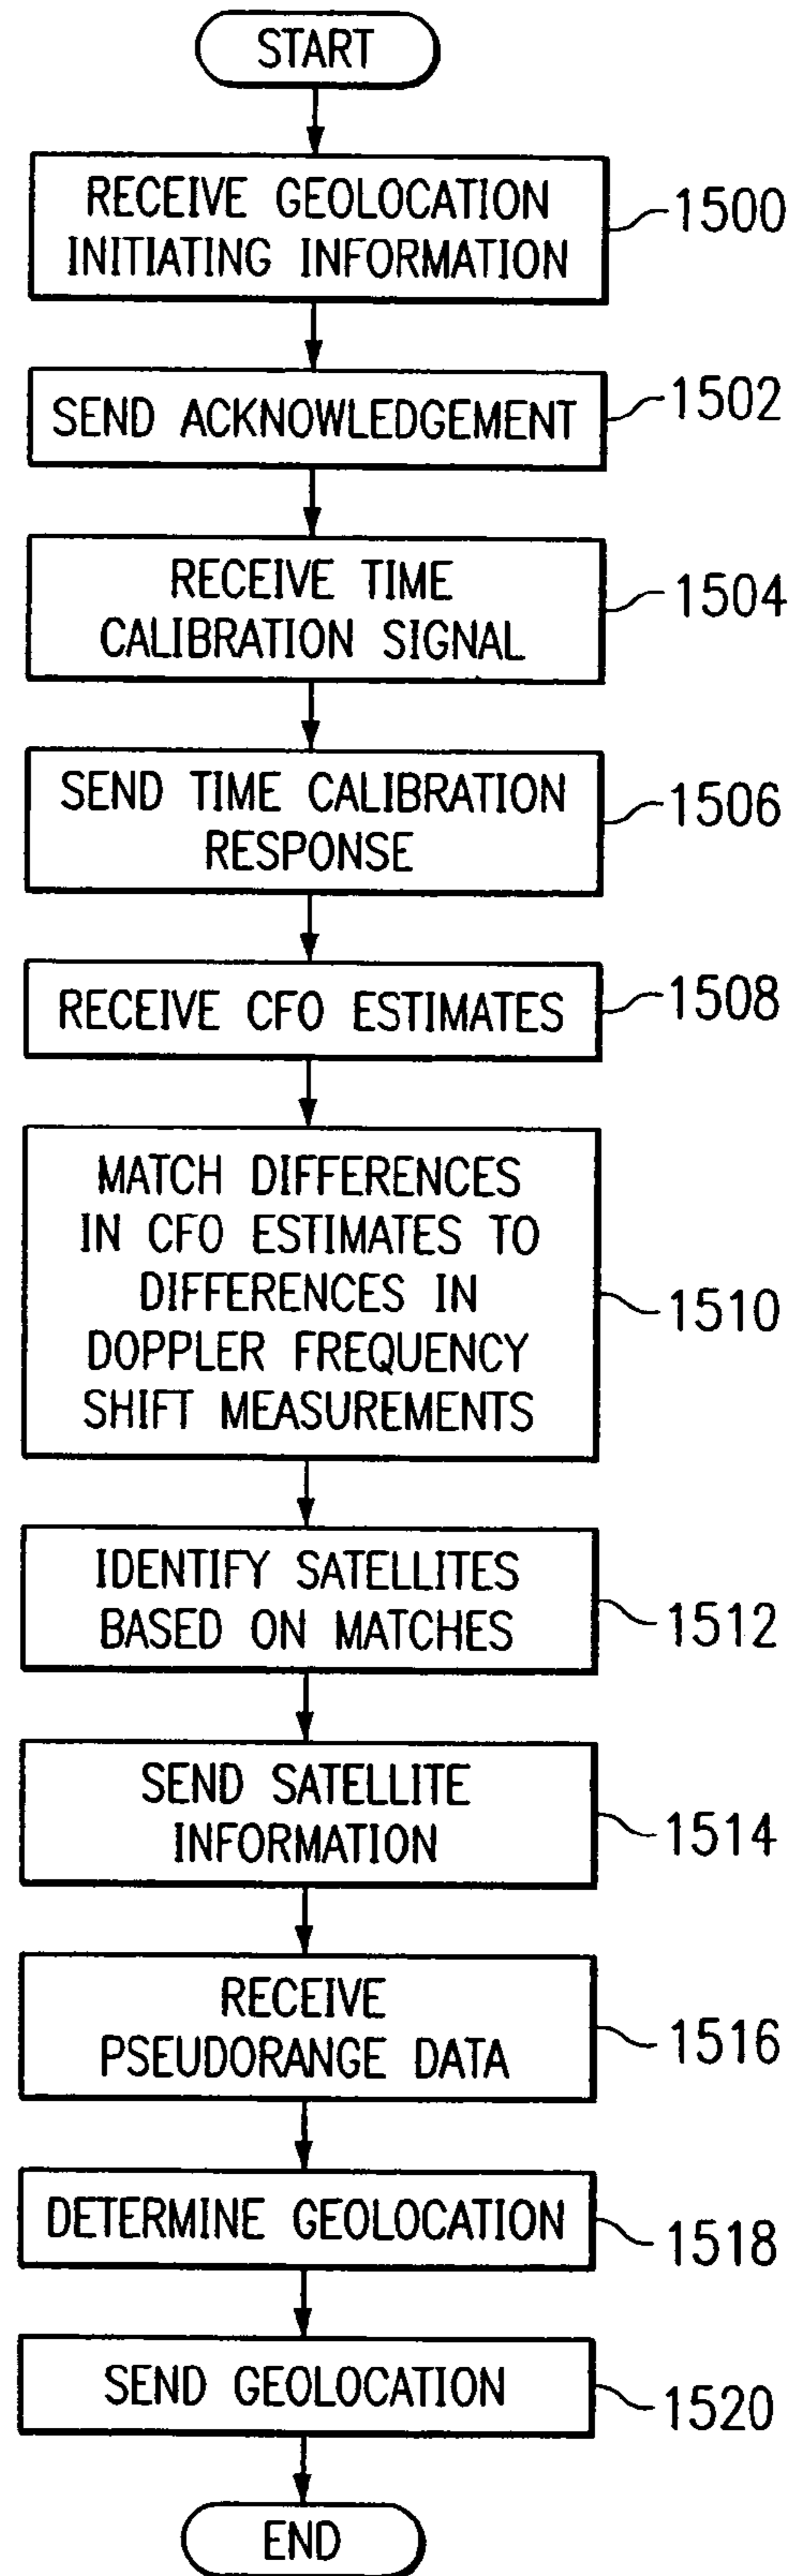 START
RECEIVE GEOLOCATION
INITIATING INFORMATION
1500
SEND ACKNOWLEDGEMENT
1502
RECEIVE TIME
CALIBRATION SIGNAL
1504
SEND TIME CALIBRATION
RESPONSE
1506
RECEIVE CFO ESTIMATES
1508
MATCH DIFFERENCES
IN CFO ESTIMATES TO
DIFFERENCES IN
DOPPLER FREQUENCY
SHIFT MEASUREMENTS
1510
IDENTIFY SATELLITES
BASED ON MATCHES
1512
SEND SATELLITE
INFORMATION
1514
RECEIVE
PSEUDORANGE DATA
1516
DETERMINE GEOLOCATION
1518
SEND GEOLOCATION
1520
END